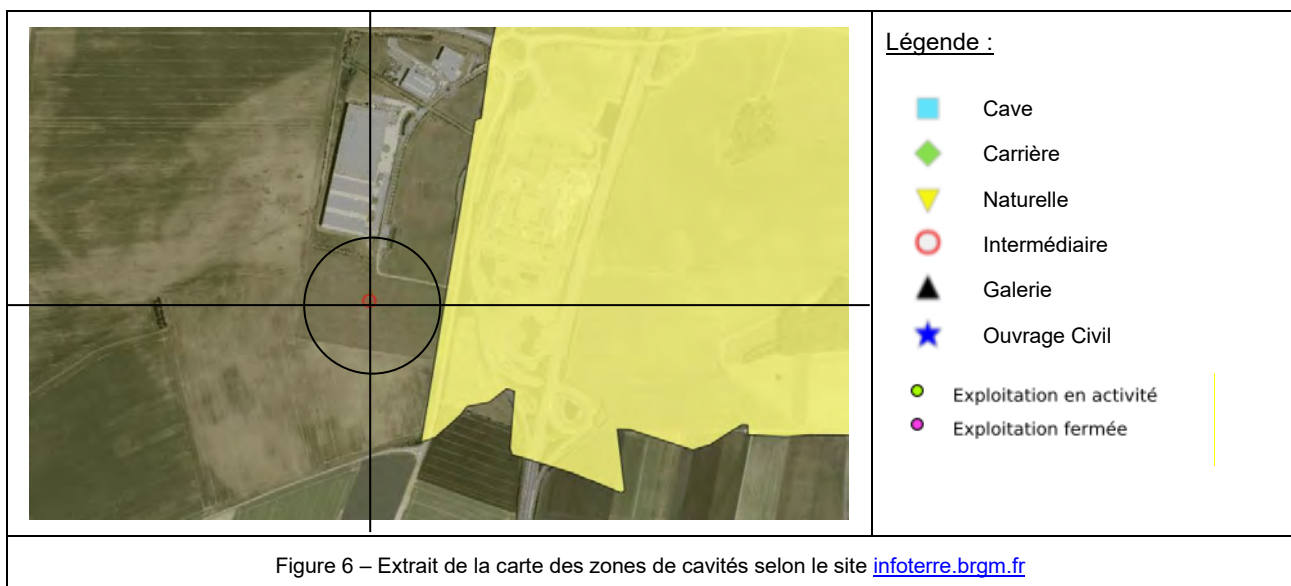 Légende :
Cave
Carrière
Naturelle
Intermédiaire
Galerie
Ouvrage Civil
Exploitation en activité
Exploitation fermée
Figure 6 – Extrait de la carte des zones de cavités selon le site infoterre.brgm.fr